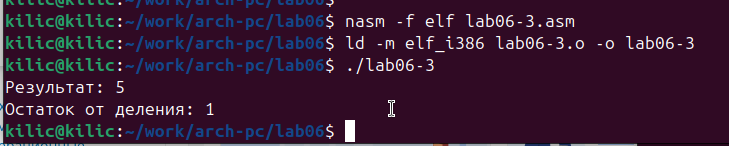 kilic@kilic:~/work/arch-pc/lab06$ nasm -f elf lab06-3.asm
kilic@kilic:~/work/arch-pc/lab06$ ld -m elf_i386 lab06-3.o -o lab06-3
kilic@kilic:~/work/arch-pc/lab06$ ./lab06-3
Результат: 5
Остаток от деления: 1
kilic@kilic:~/work/arch-pc/lab06$